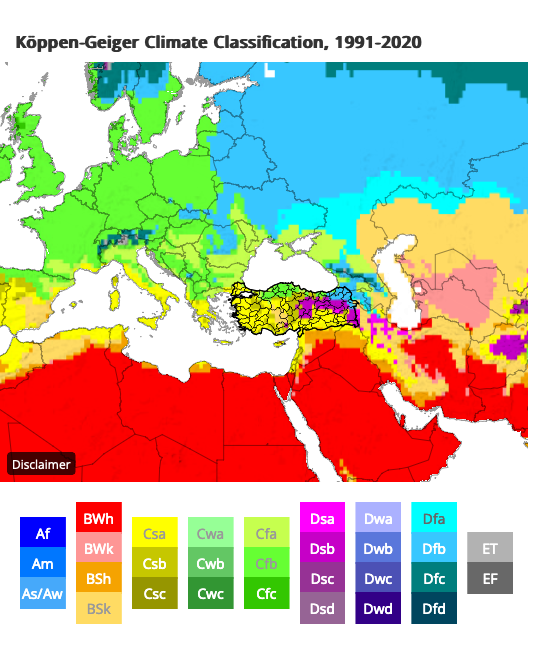 Köppen-Geiger Climate Classification, 1991-2020
Disclaimer
Af
Am
As/Aw
BWh
BWk
BSh
BSk
Csa
Csb
Csc
Cwa
Cwb
Cwc
Cfa
Cfb
Cfc
Dsa
Dsb
Dsc
Dsd
Dwa
Dwb
Dwc
Dwd
Dfa
Dfb
Dfc
Dfd
ET
EF